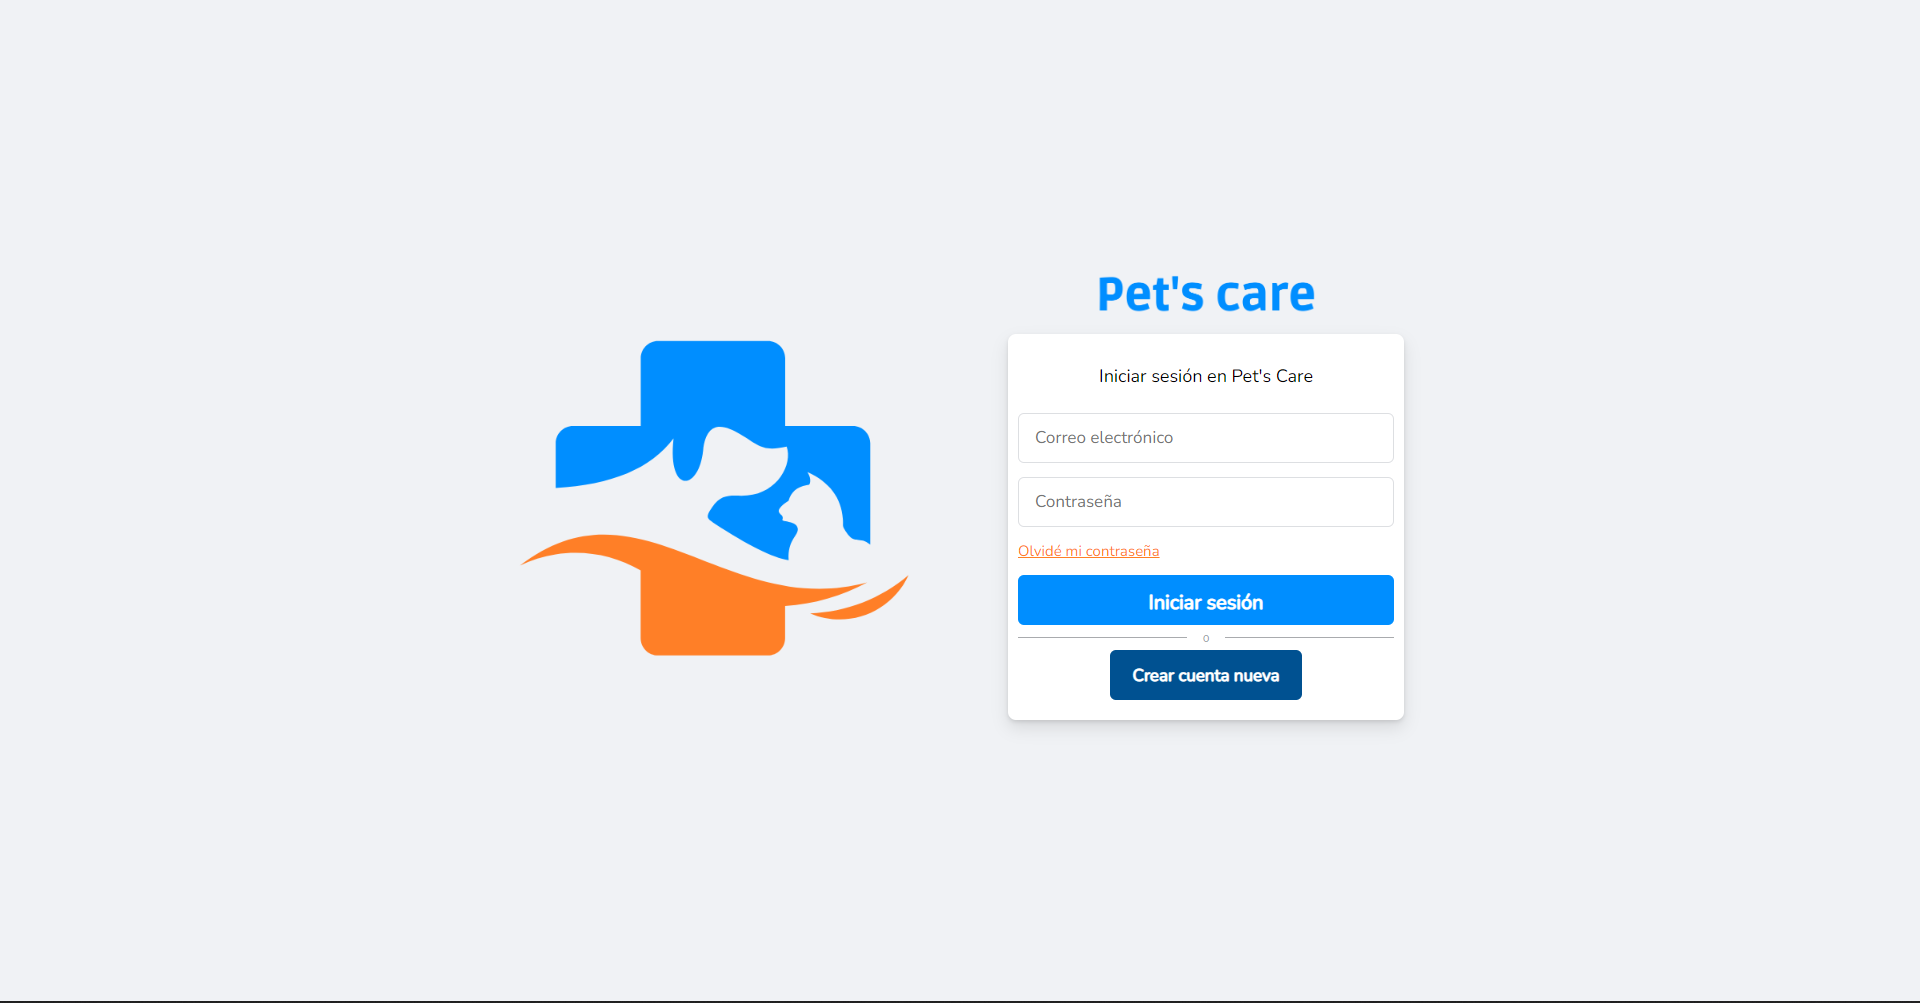 Pet's care
Iniciar sesión en Pet's Care
Correo electrónico
Contraseña
Olvidé mi contraseña
Iniciar sesión
o
Crear cuenta nueva